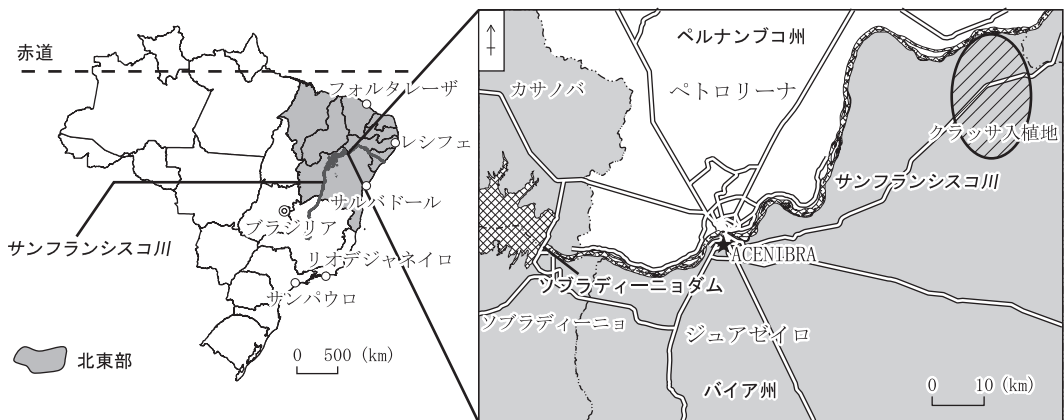 赤道
フォルタレーザ
レシフェ
サルバドール
ブラジリア
サンフランシスコ川
リオデジャネイロ
サンパウロ
北東部
0 500 (km)
ペルナンブコ州
カサノバ
ペトロリーナ
クラッサ入植地
サンフランシスコ川
ACENIBRA
ソブラディーニョダム
ソブラディーニョ
ジュアゼイロ
バイア州
0 10 (km)